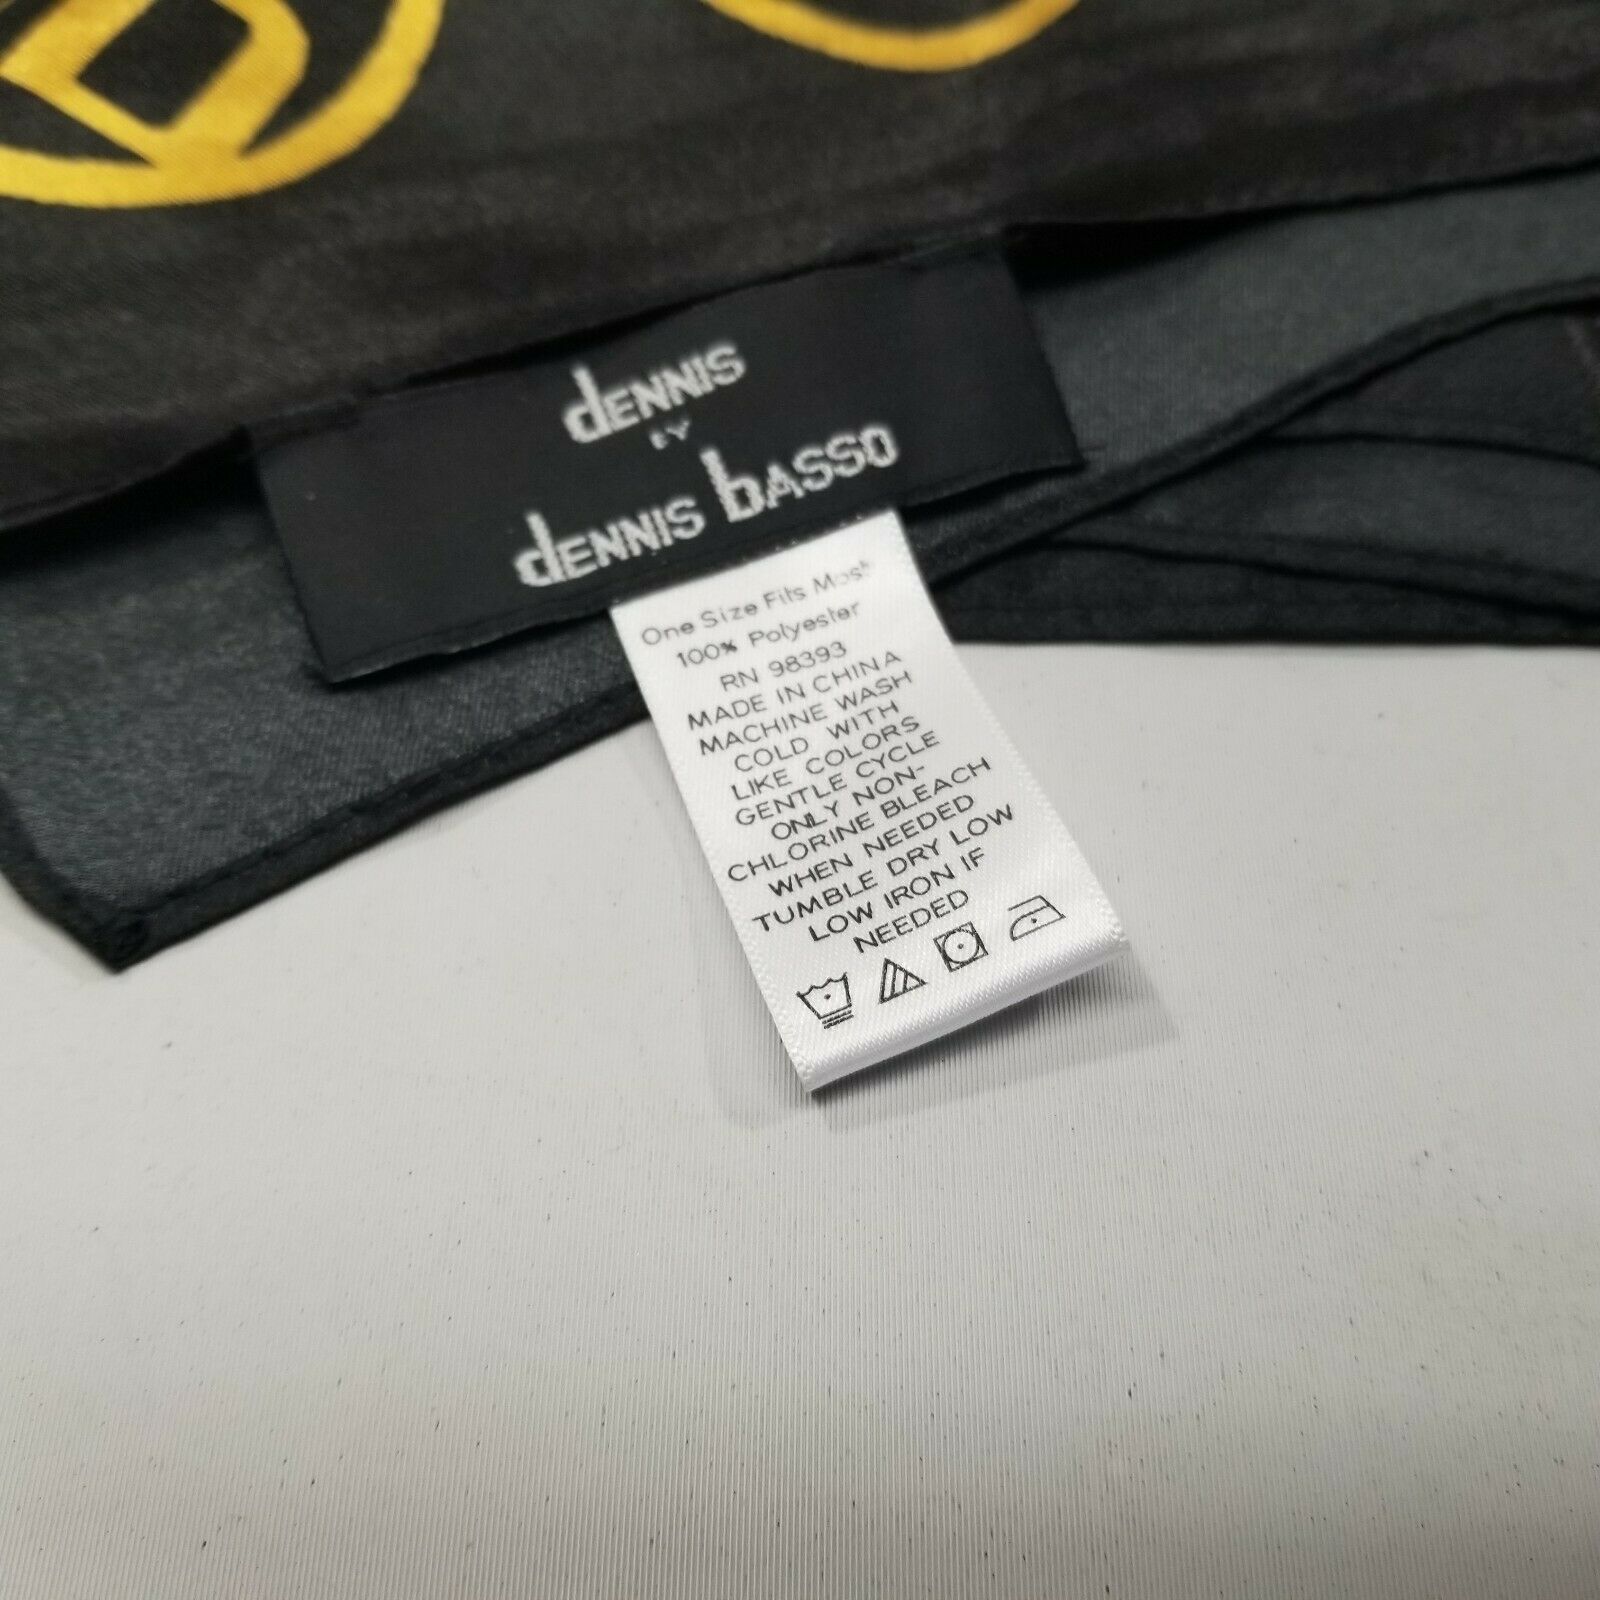 dENNIS
BY
dENNIS bASSO
One Size Fits Most
100% Polyester
RN 98393
MADE IN CHINA
MACHINE WASH
COLD WITH
LIKE COLORS
GENTLE CYCLE
ONLY NON-
CHLORINE BLEACH
WHEN NEEDED
TUMBLE DRY LOW
LOW IRON IF
NEEDED